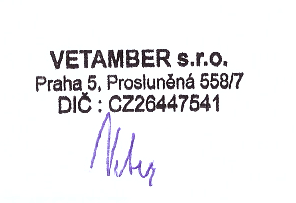 VETAMBER s.r.o.
Praha 5, Prosluněná 558/7
DIČ : CZ26447541